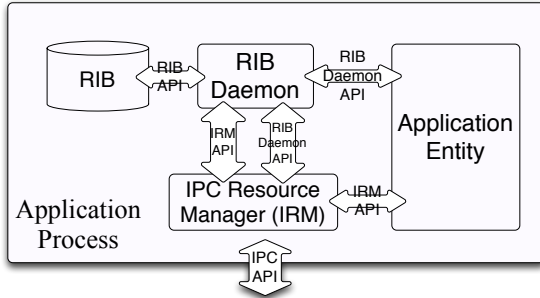 RIB
RIB
API
RIB
Daemon
RIB
Daemon
API
Application
Entity
IRM
API
RIB
Daemon
API
IPC Resource
Manager (IRM)
IRM
API
Application
Process
IPC
API